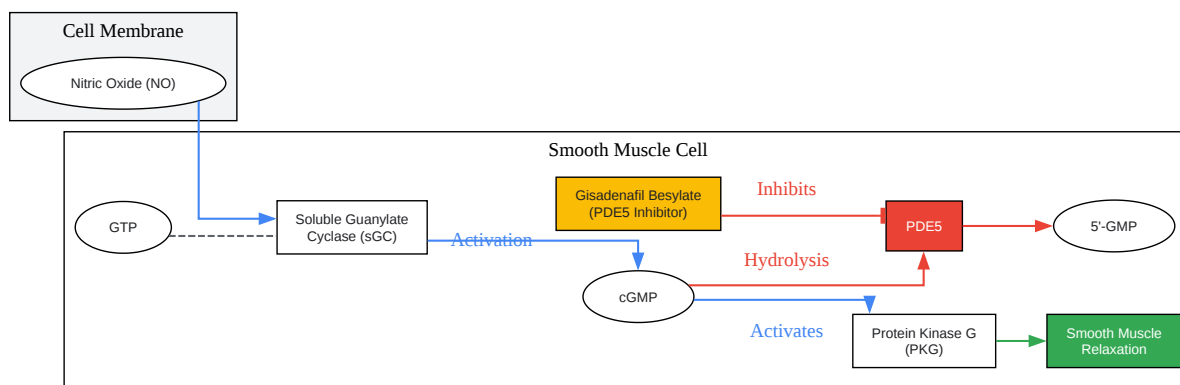 Cell Membrane
Nitric Oxide (NO)
Smooth Muscle Cell
GTP
Soluble Guanylate
Cyclase (sGC)
Activation
Gisadenafil Besylate
(PDE5 Inhibitor)
Inhibits
PDE5
5'-GMP
cGMP
Hydrolysis
Activates
Protein Kinase G
(PKG)
Smooth Muscle
Relaxation